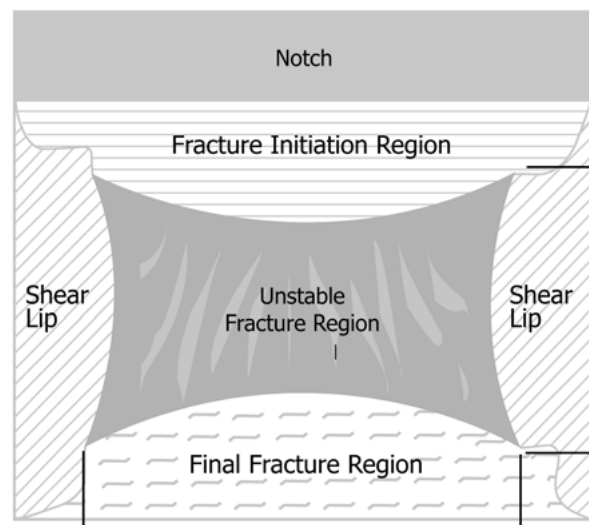 Notch
Fracture Initiation Region
Shear
Lip
Unstable
Fracture Region
Shear
Lip
Final Fracture Region